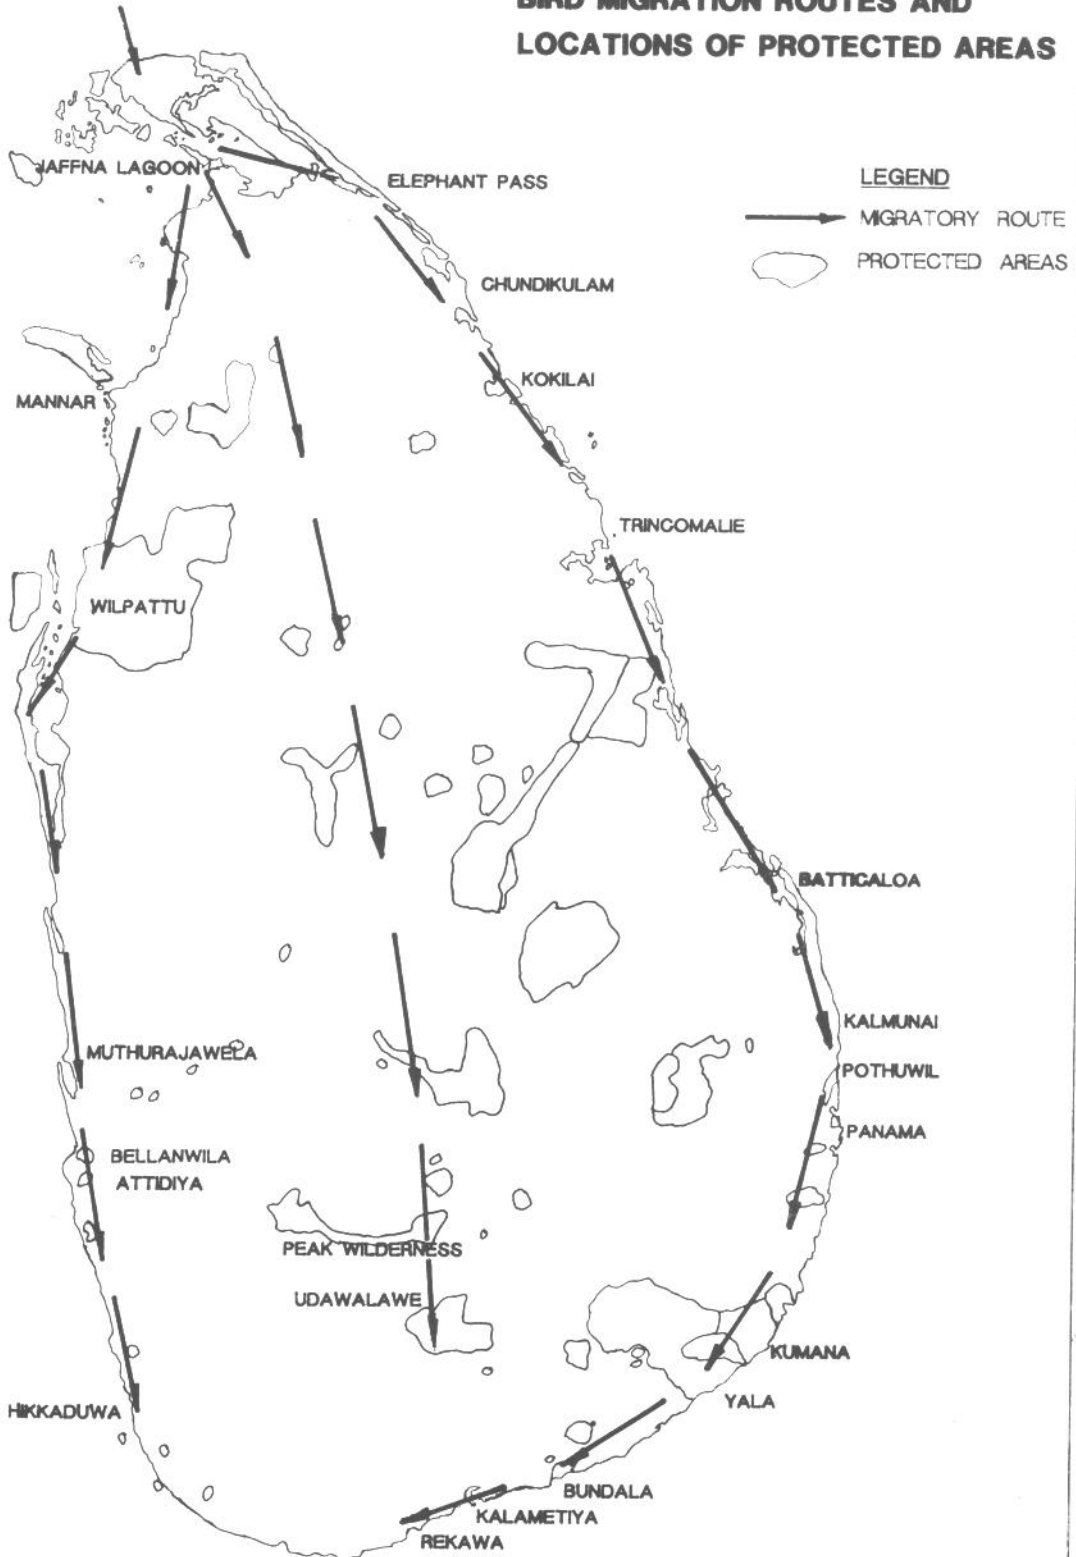 BIRD MIGRATION ROUTES AND
LOCATIONS OF PROTECTED AREAS
LEGEND
MIGRATORY ROUTE
PROTECTED AREAS
JAFFNA LAGOON
ELEPHANT PASS
CHUNDIKULAM
KOKILAI
MANNAR
TRINCOMALIE
WILPATTU
BATTICALOA
KALMUNAI
MUTHURAJAWELA
POTHUWIL
PANAMA
BELLANWILA
ATTIDIYA
PEAK WILDERNESS
UDAWALAWE
KUMANA
YALA
HIKKADUWA
BUNDALA
KALAMETIYA
REKAWA